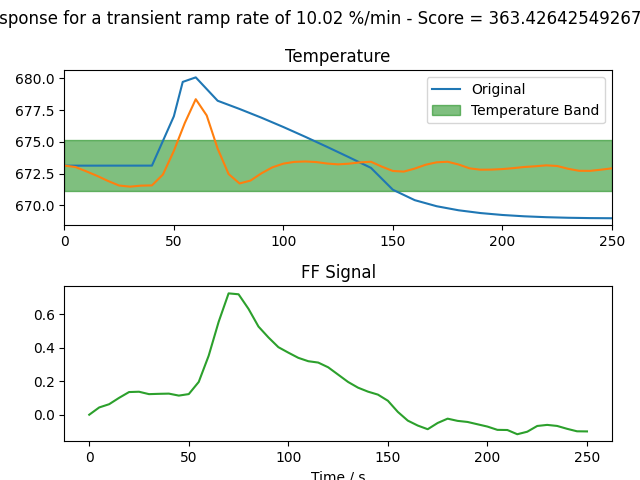 sponse for a transient ramp rate of 10.02 %/min - Score = 363.42642549267
Temperature
680.0
677.5
675.0
672.5
670.0
Original
Temperature Band
0 50 100 150 200 250
FF Signal
0.6
0.4
0.2
0.0
0 50 100 150 200 250
Time / s